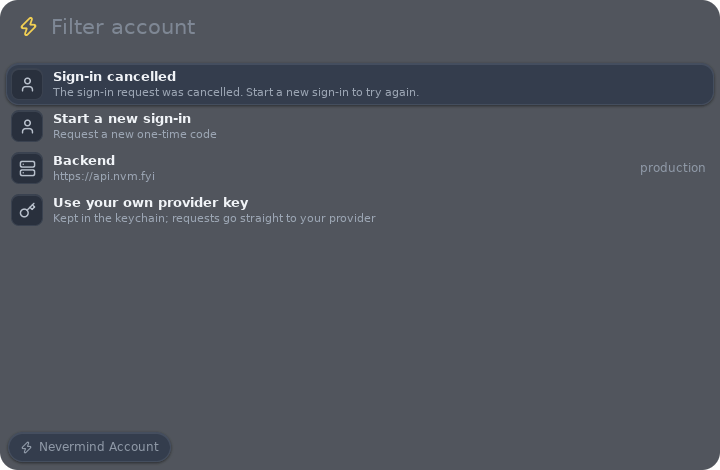 Filter account
Sign-in cancelled
The sign-in request was cancelled. Start a new sign-in to try again.
Start a new sign-in
Request a new one-time code
Backend
https://api.nvm.fyi
production
Use your own provider key
Kept in the keychain; requests go straight to your provider
Nevermind Account